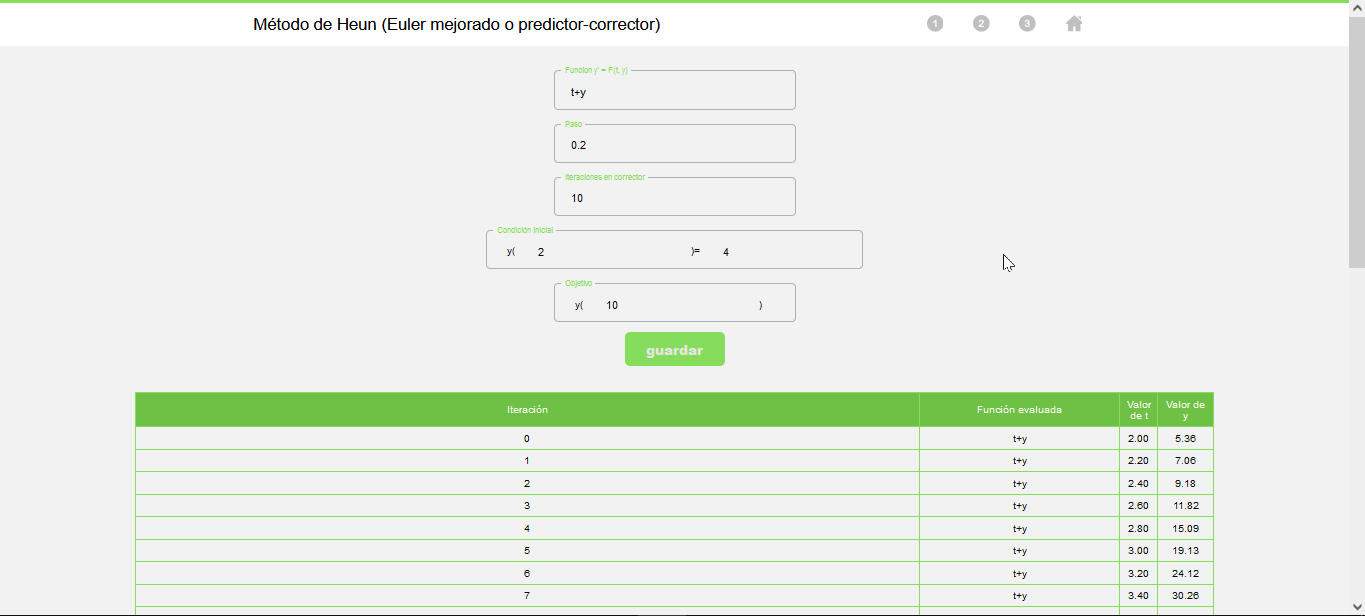 Método de Heun (Euler mejorado o predictor-corrector)
1 2 3
Funcion y' = F(t, y)
t+y
Paso
0.2
Iteraciones en corrector
10
Condición Inicial
y( 2 )= 4
Objetivo
y( 10 )
guardar
Iteración Función evaluada Valor de t Valor de y
0 t+y 2.00 5.36
1 t+y 2.20 7.06
2 t+y 2.40 9.18
3 t+y 2.60 11.82
4 t+y 2.80 15.09
5 t+y 3.00 19.13
6 t+y 3.20 24.12
7 t+y 3.40 30.26